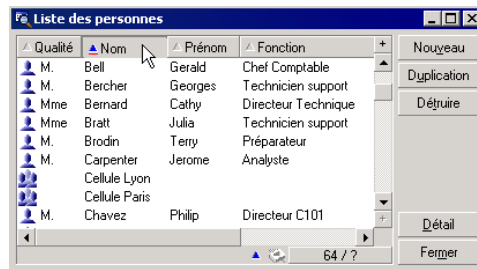 Liste des personnes
Qualité Nom Prénom Fonction + Nouveau
M. Bell Gerald Chef Comptable
M. Bercher Georges Technicien support Duplication
Mme Bernard Cathy Directeur Technique Détruire
Mme Bratt Julia Technicien support
M. Brodin Terry Préparateur
M. Carpenter Jerome Analyste
Cellule Lyon
Cellule Paris
M. Chavez Philip Directeur C101 + Détail
64 / ? Fermer